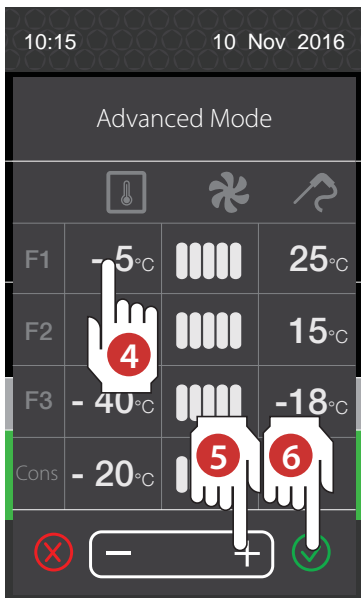 10:15 10 Nov 2016
Advanced Mode
F1 - 5°C 25°C
4
F2 15°C
F3 - 40°C -18°C
5 6
Cons - 20°C
- +